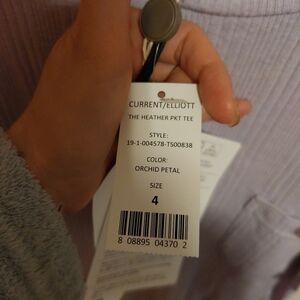 CURRENT/ELLIOTT
THE HEATHER PKT TEE
STYLE:
19-1-004578-TS00838
COLOR:
ORCHID PETAL
SIZE
4
8 08895 04370 2